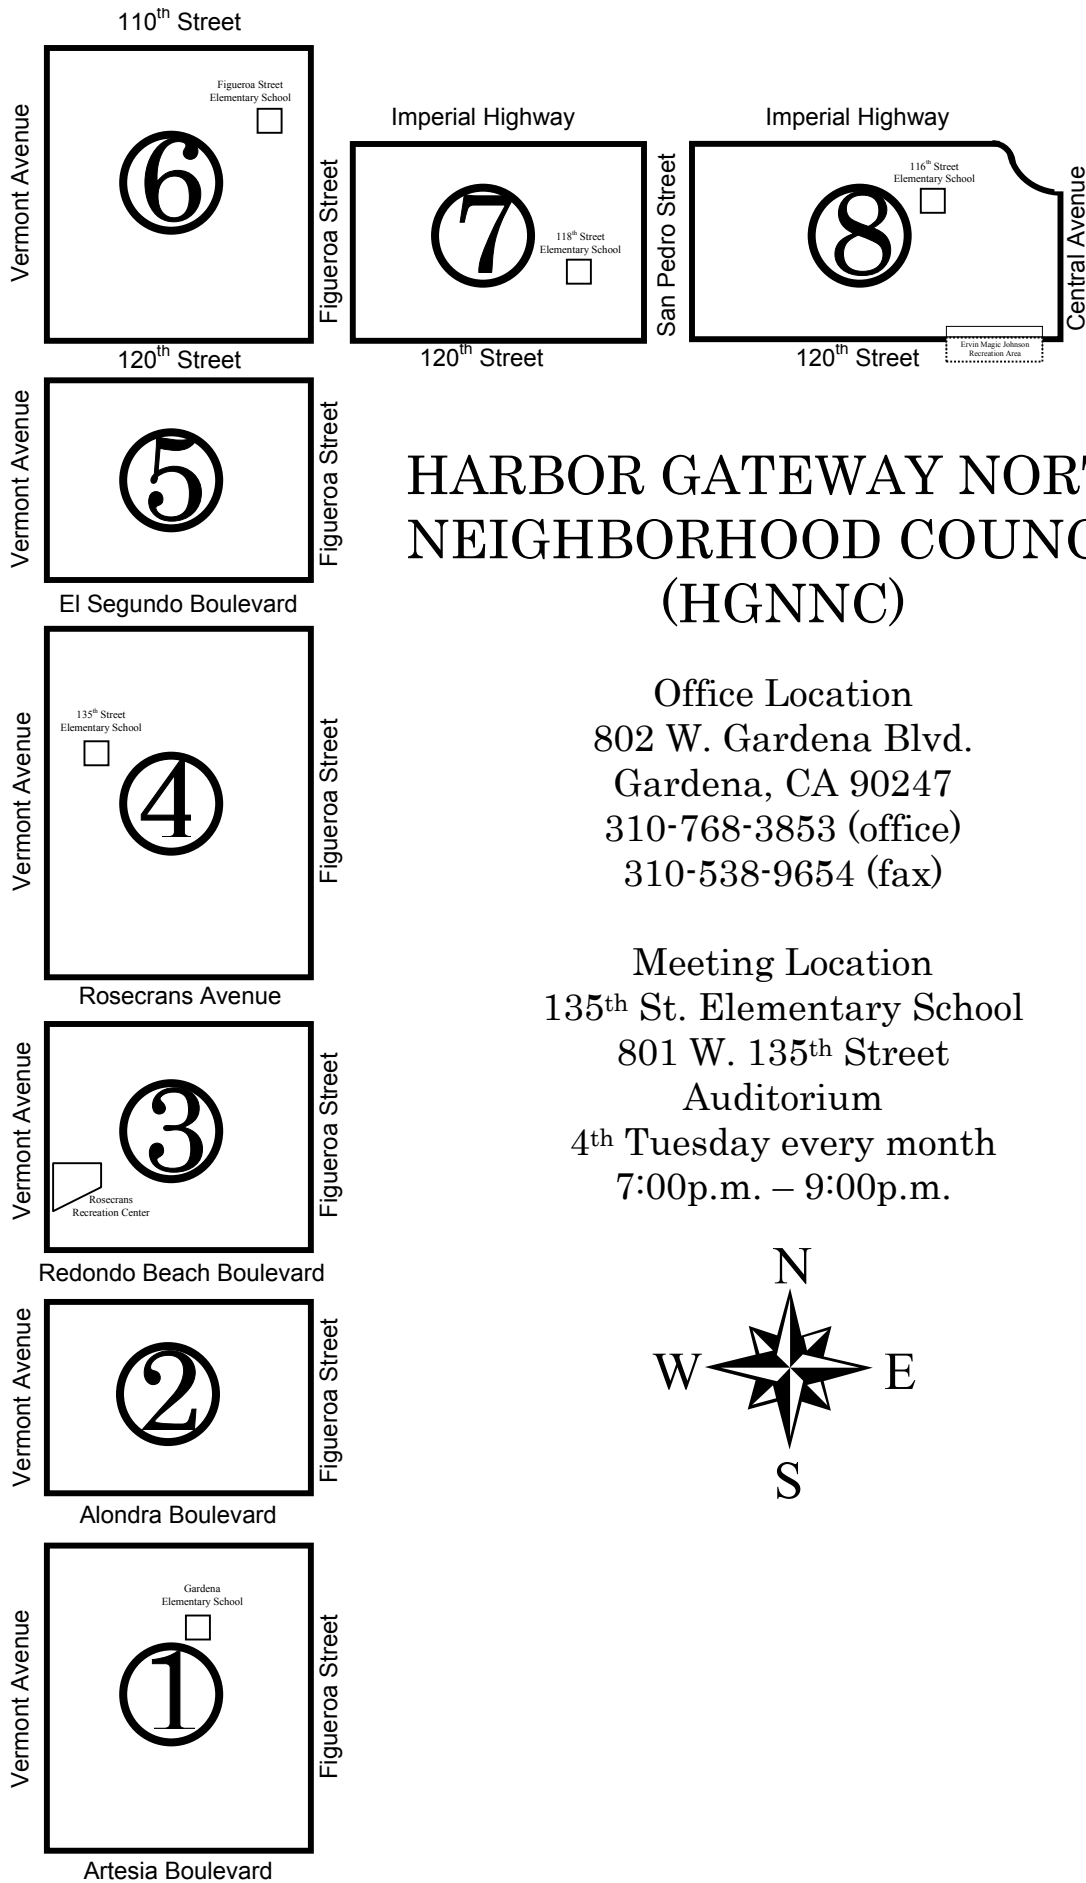 110th Street
Vermont Avenue
Figueroa Street
Elementary School
6
Figueroa Street
120th Street
Imperial Highway
7
118th Street
Elementary School
120th Street
San Pedro Street
Imperial Highway
116th Street
Elementary School
8
Central Avenue
Ervin Magic Johnson
Recreation Area
120th Street
Vermont Avenue
5
Figueroa Street
El Segundo Boulevard
Vermont Avenue
135th Street
Elementary School
4
Figueroa Street
Rosecrans Avenue
Vermont Avenue
3
Rosecrans
Recreation Center
Figueroa Street
Redondo Beach Boulevard
Vermont Avenue
2
Figueroa Street
Alondra Boulevard
Vermont Avenue
Gardena
Elementary School
1
Figueroa Street
Artesia Boulevard
HARBOR GATEWAY NORT
NEIGHBORHOOD COUNC
(HGNNC)
Office Location
802 W. Gardena Blvd.
Gardena, CA 90247
310-768-3853 (office)
310-538-9654 (fax)
Meeting Location
135th St. Elementary School
801 W. 135th Street
Auditorium
4th Tuesday every month
7:00p.m. – 9:00p.m.
N
W E
S